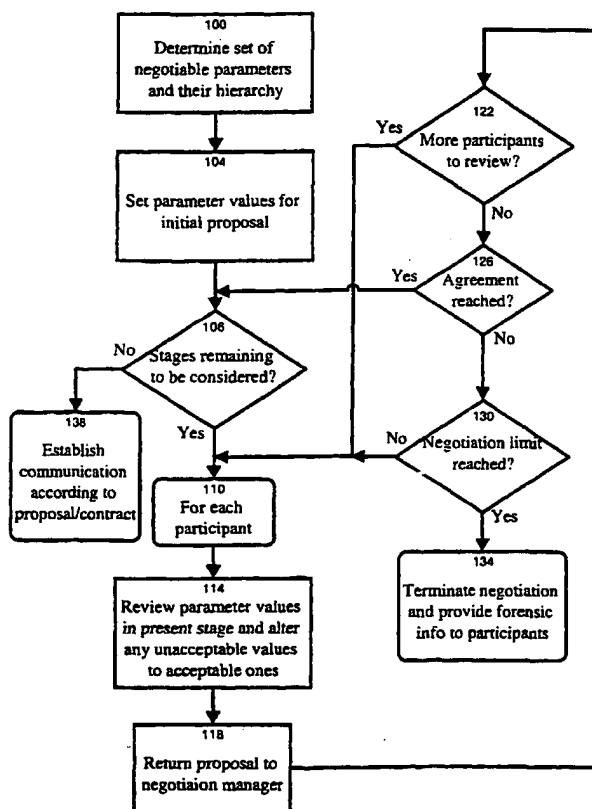 100
Determine set of
negotiable parameters
and their hierarchy
104
Set parameter values for
initial proposal
106
Stages remaining
to be considered?
No
Yes
138
Establish
communication
according to
proposal/contract
110
For each
participant
114
Review parameter values
in present stage and alter
any unacceptable values
to acceptable ones
118
Return proposal to
negotiaion manager
122
More participants
to review?
Yes
No
126
Agreement
reached?
Yes
No
130
Negotiation limit
reached?
No
Yes
134
Terminate negotiation
and provide forensic
info to participants